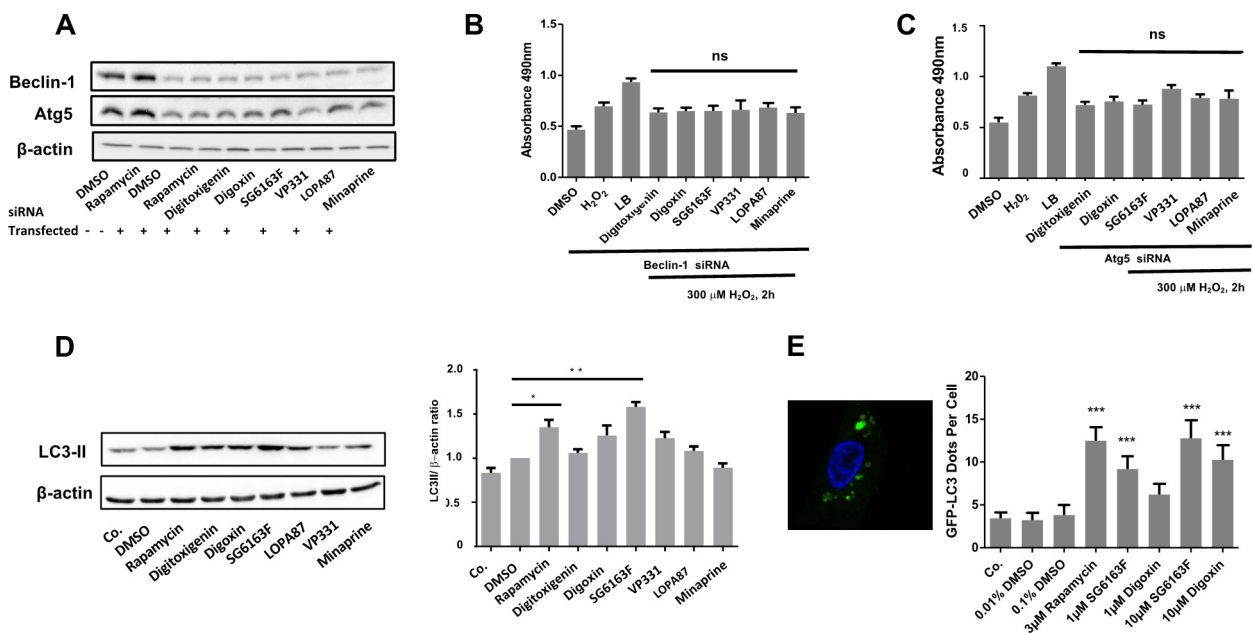 A
Beclin-1
Atg5
β-actin
DMSO
Rapamycin
DMSO
Rapamycin
Digitoxigenin
Digoxin
SG6163F
VP331
LOPA87
Minaprine
siRNA
Transfected - - + + + + + + + +
B
Absorbance 490nm
1.5
1.0
0.5
0.0
ns
DMSO
H₂O₂
LB
Digitoxigenin
Digoxin
SG6163F
VP331
LOPA87
Minaprine
Beclin-1 siRNA
300 μM H₂O₂, 2h
C
Absorbance 490nm
1.5
1.0
0.5
0.0
ns
DMSO
H₂0₂
LB
Digitoxigenin
Digoxin
SG6163F
VP331
LOPA87
Minaprine
Atg5 siRNA
300 μM H₂O₂, 2h
D
LC3-II
β-actin
Co.
DMSO
Rapamycin
Digitoxigenin
Digoxin
SG6163F
LOPA87
VP331
Minaprine
LC3II/ β-actin ratio
2.0
1.5
1.0
0.5
0
* *
*
Co.
DMSO
Rapamycin
Digitoxigenin
Digoxin
SG6163F
VP331
LOPA87
Minaprine
E
GFP-LC3 Dots Per Cell
20
15
10
5
0
***
***
***
***
Co.
0.01% DMSO
0.1% DMSO
3μM Rapamycin
1μM SG6163F
1μM Digoxin
10μM SG6163F
10μM Digoxin